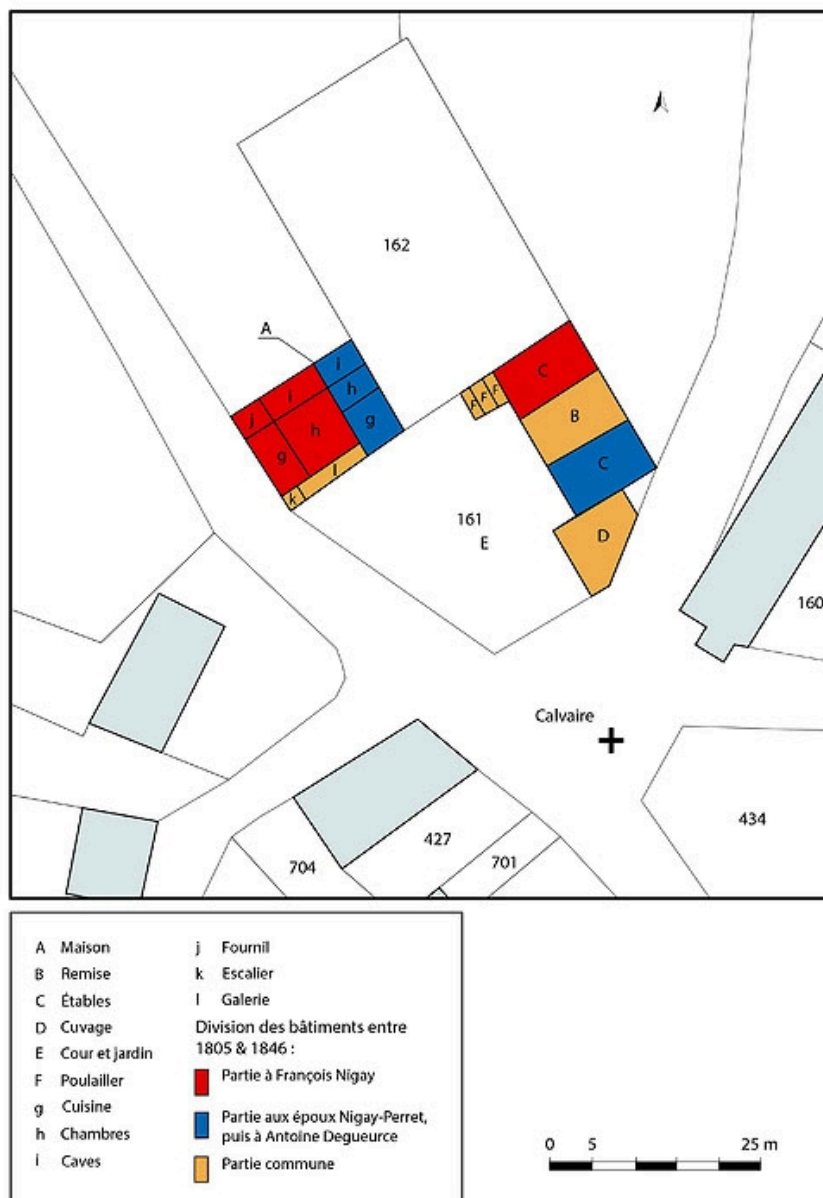 162
A
i
h
g
j
i
h
g
l
k
C
F
F
F
B
C
161
E
D
160
Calvaire
434
427
701
704
A Maison
B Remise
C Étables
D Cuvage
E Cour et jardin
F Poulailler
g Cuisine
h Chambres
i Caves
j Fournil
k Escalier
l Galerie
Division des bâtiments entre
1805 & 1846 :
Partie à François Nigay
Partie aux époux Nigay-Perret,
puis à Antoine Degueurce
Partie commune
0 5 25 m